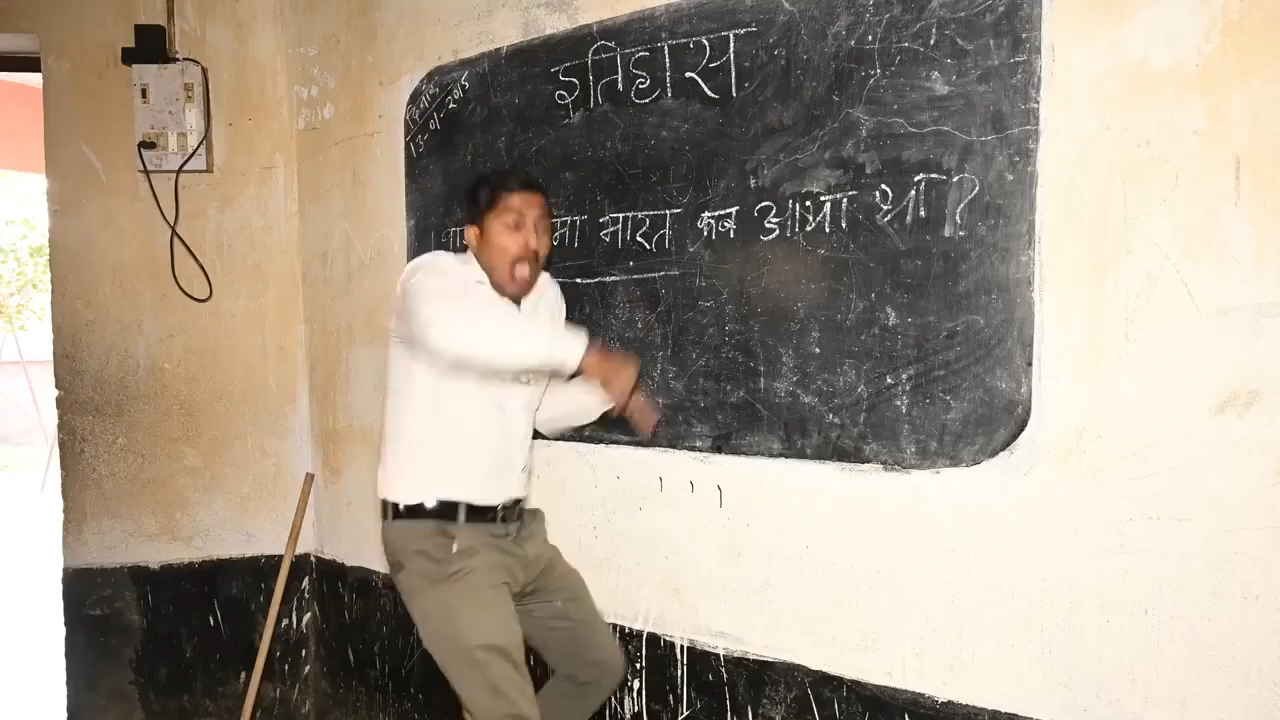 दिनांक
13-01-2015
इतिहास
मा भारत कब आया था?